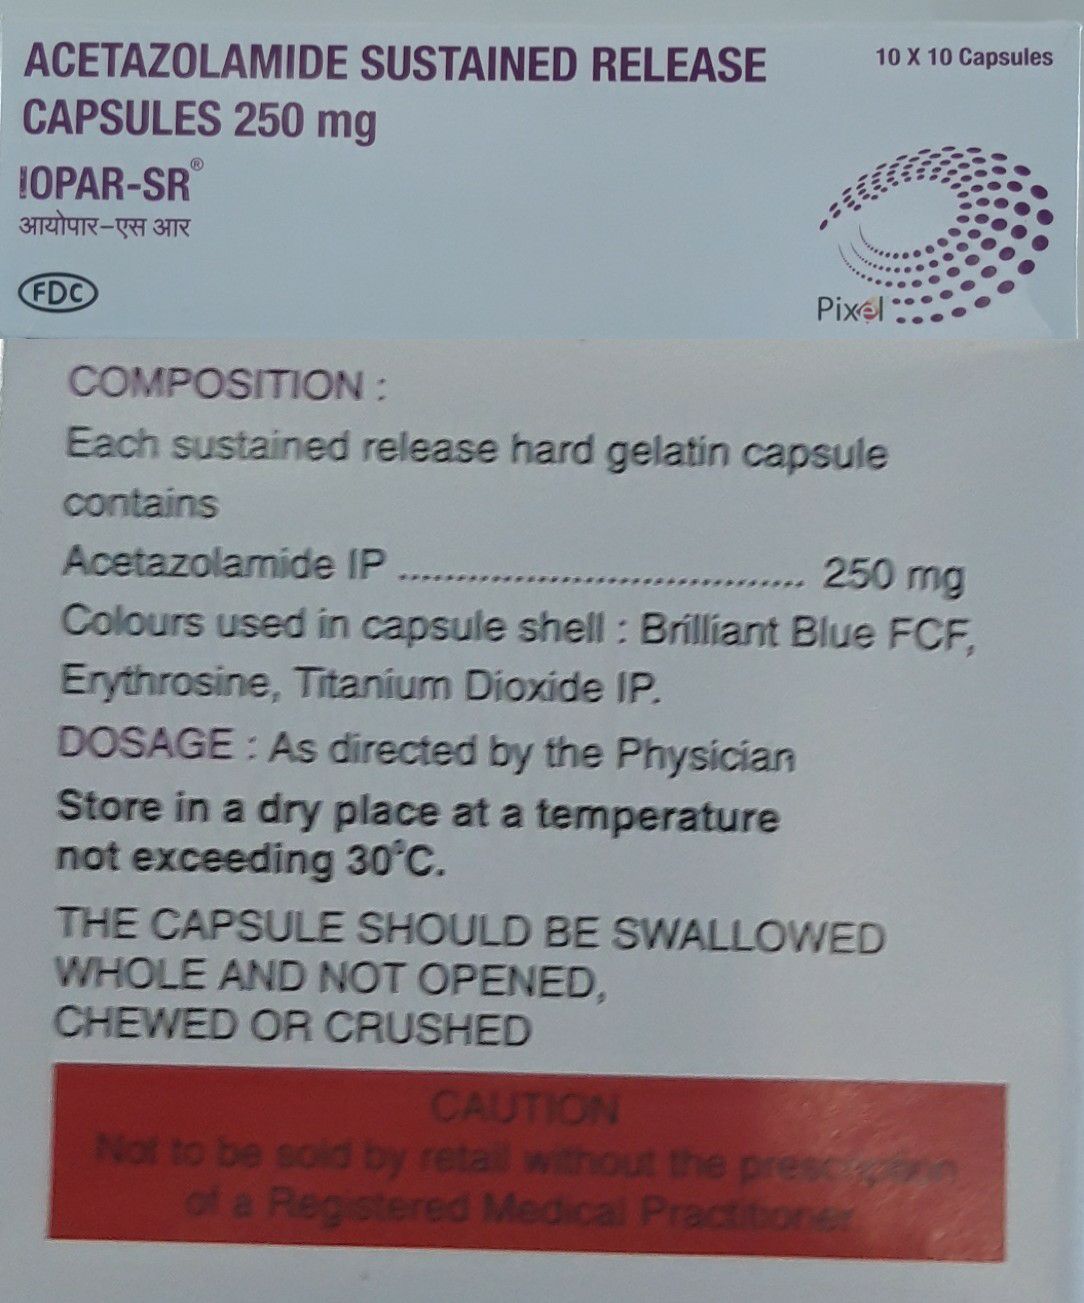 ACETAZOLAMIDE SUSTAINED RELEASE
10 X 10 Capsules
CAPSULES 250 mg
IOPAR-SR®
आयोपार-एस आर
FDC
Pixel
COMPOSITION :
Each sustained release hard gelatin capsule
contains
Acetazolamide IP .................................... 250 mg
Colours used in capsule shell : Brilliant Blue FCF,
Erythrosine, Titanium Dioxide IP.
DOSAGE : As directed by the Physician
Store in a dry place at a temperature
not exceeding 30°C.
THE CAPSULE SHOULD BE SWALLOWED
WHOLE AND NOT OPENED,
CHEWED OR CRUSHED
CAUTION
Not to be sold by retail without the prescription
of a Registered Medical Practitioner.